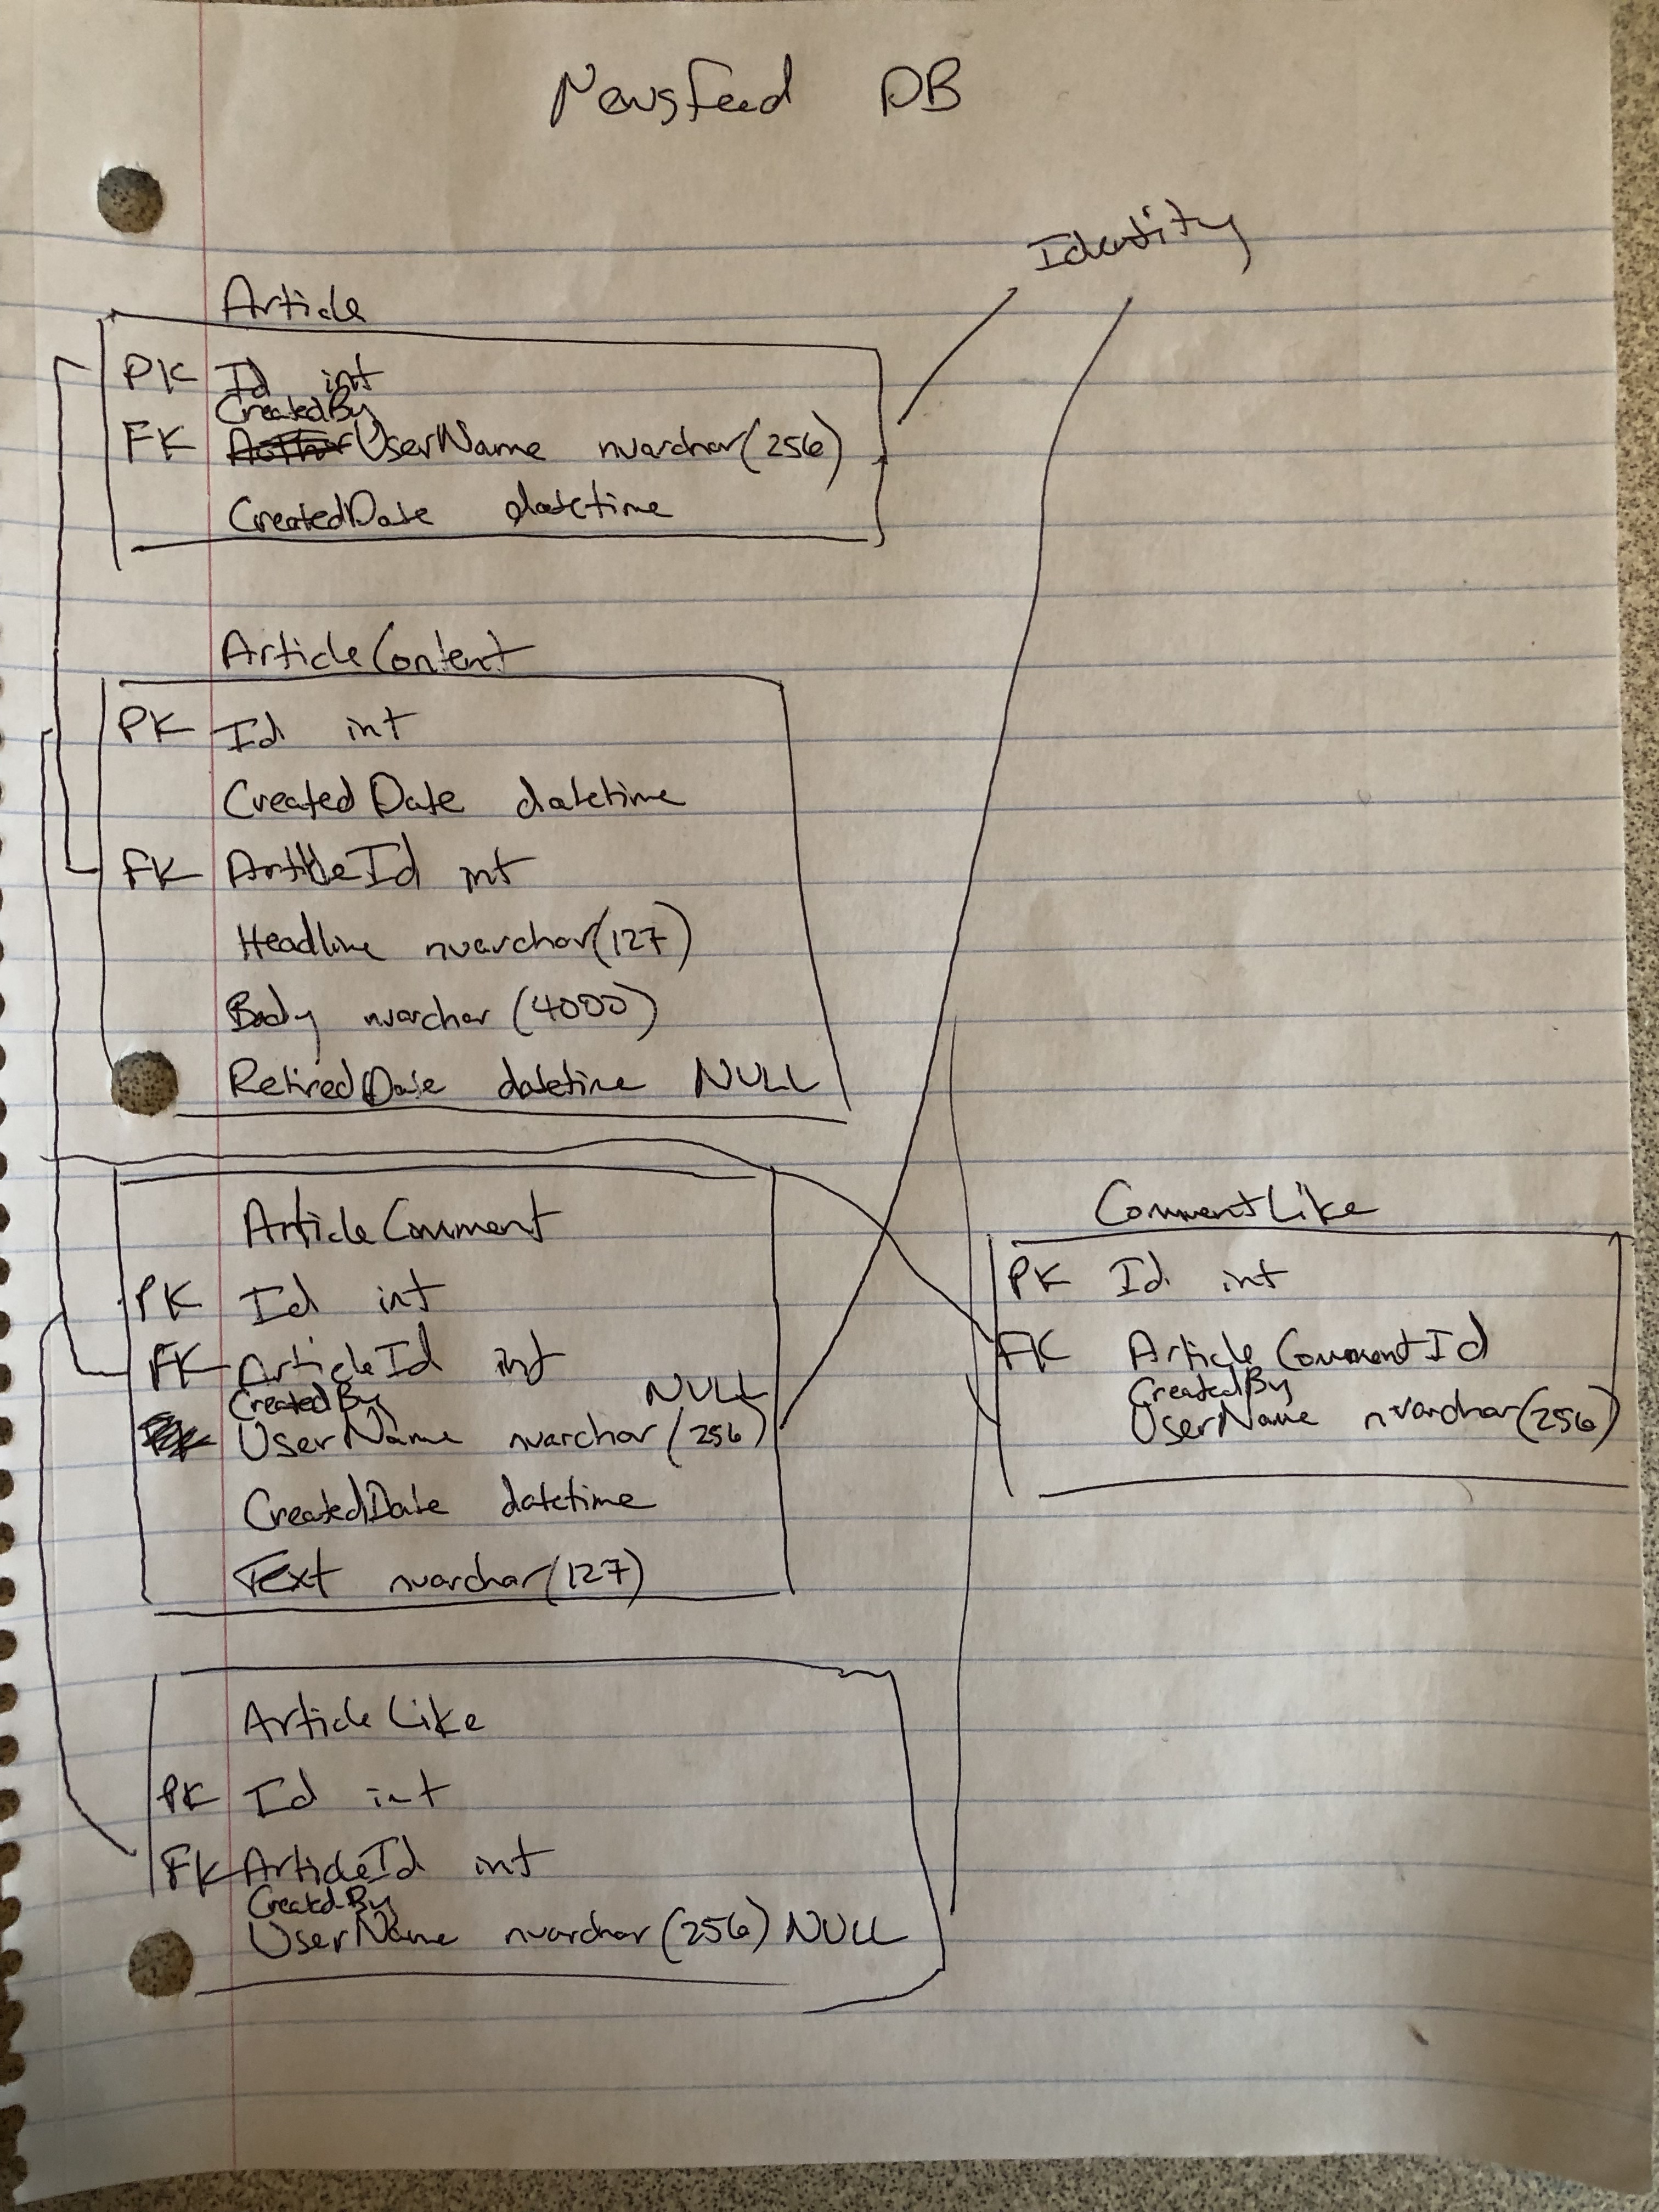 Newsfeed DB
Identity
Article
PK Id int
CreatedBy
FK UserName nvarchar(256)
CreatedDate datetime
ArticleContent
PK Id int
CreatedDate datetime
FK ArticleId int
Headline nvarchar(127)
Body nvarchar(4000)
RetiredDate datetime NULL
ArticleComment
PK Id int
FK ArticleId int
CreatedBy NULL
UserName nvarchar(256)
CreatedDate datetime
Text nvarchar(127)
CommentLike
PK Id int
FK ArticleCommentId
CreatedBy
UserName nvarchar(256)
ArticleLike
PK Id int
FK ArticleId int
CreatedBy
UserName nvarchar(256) NULL